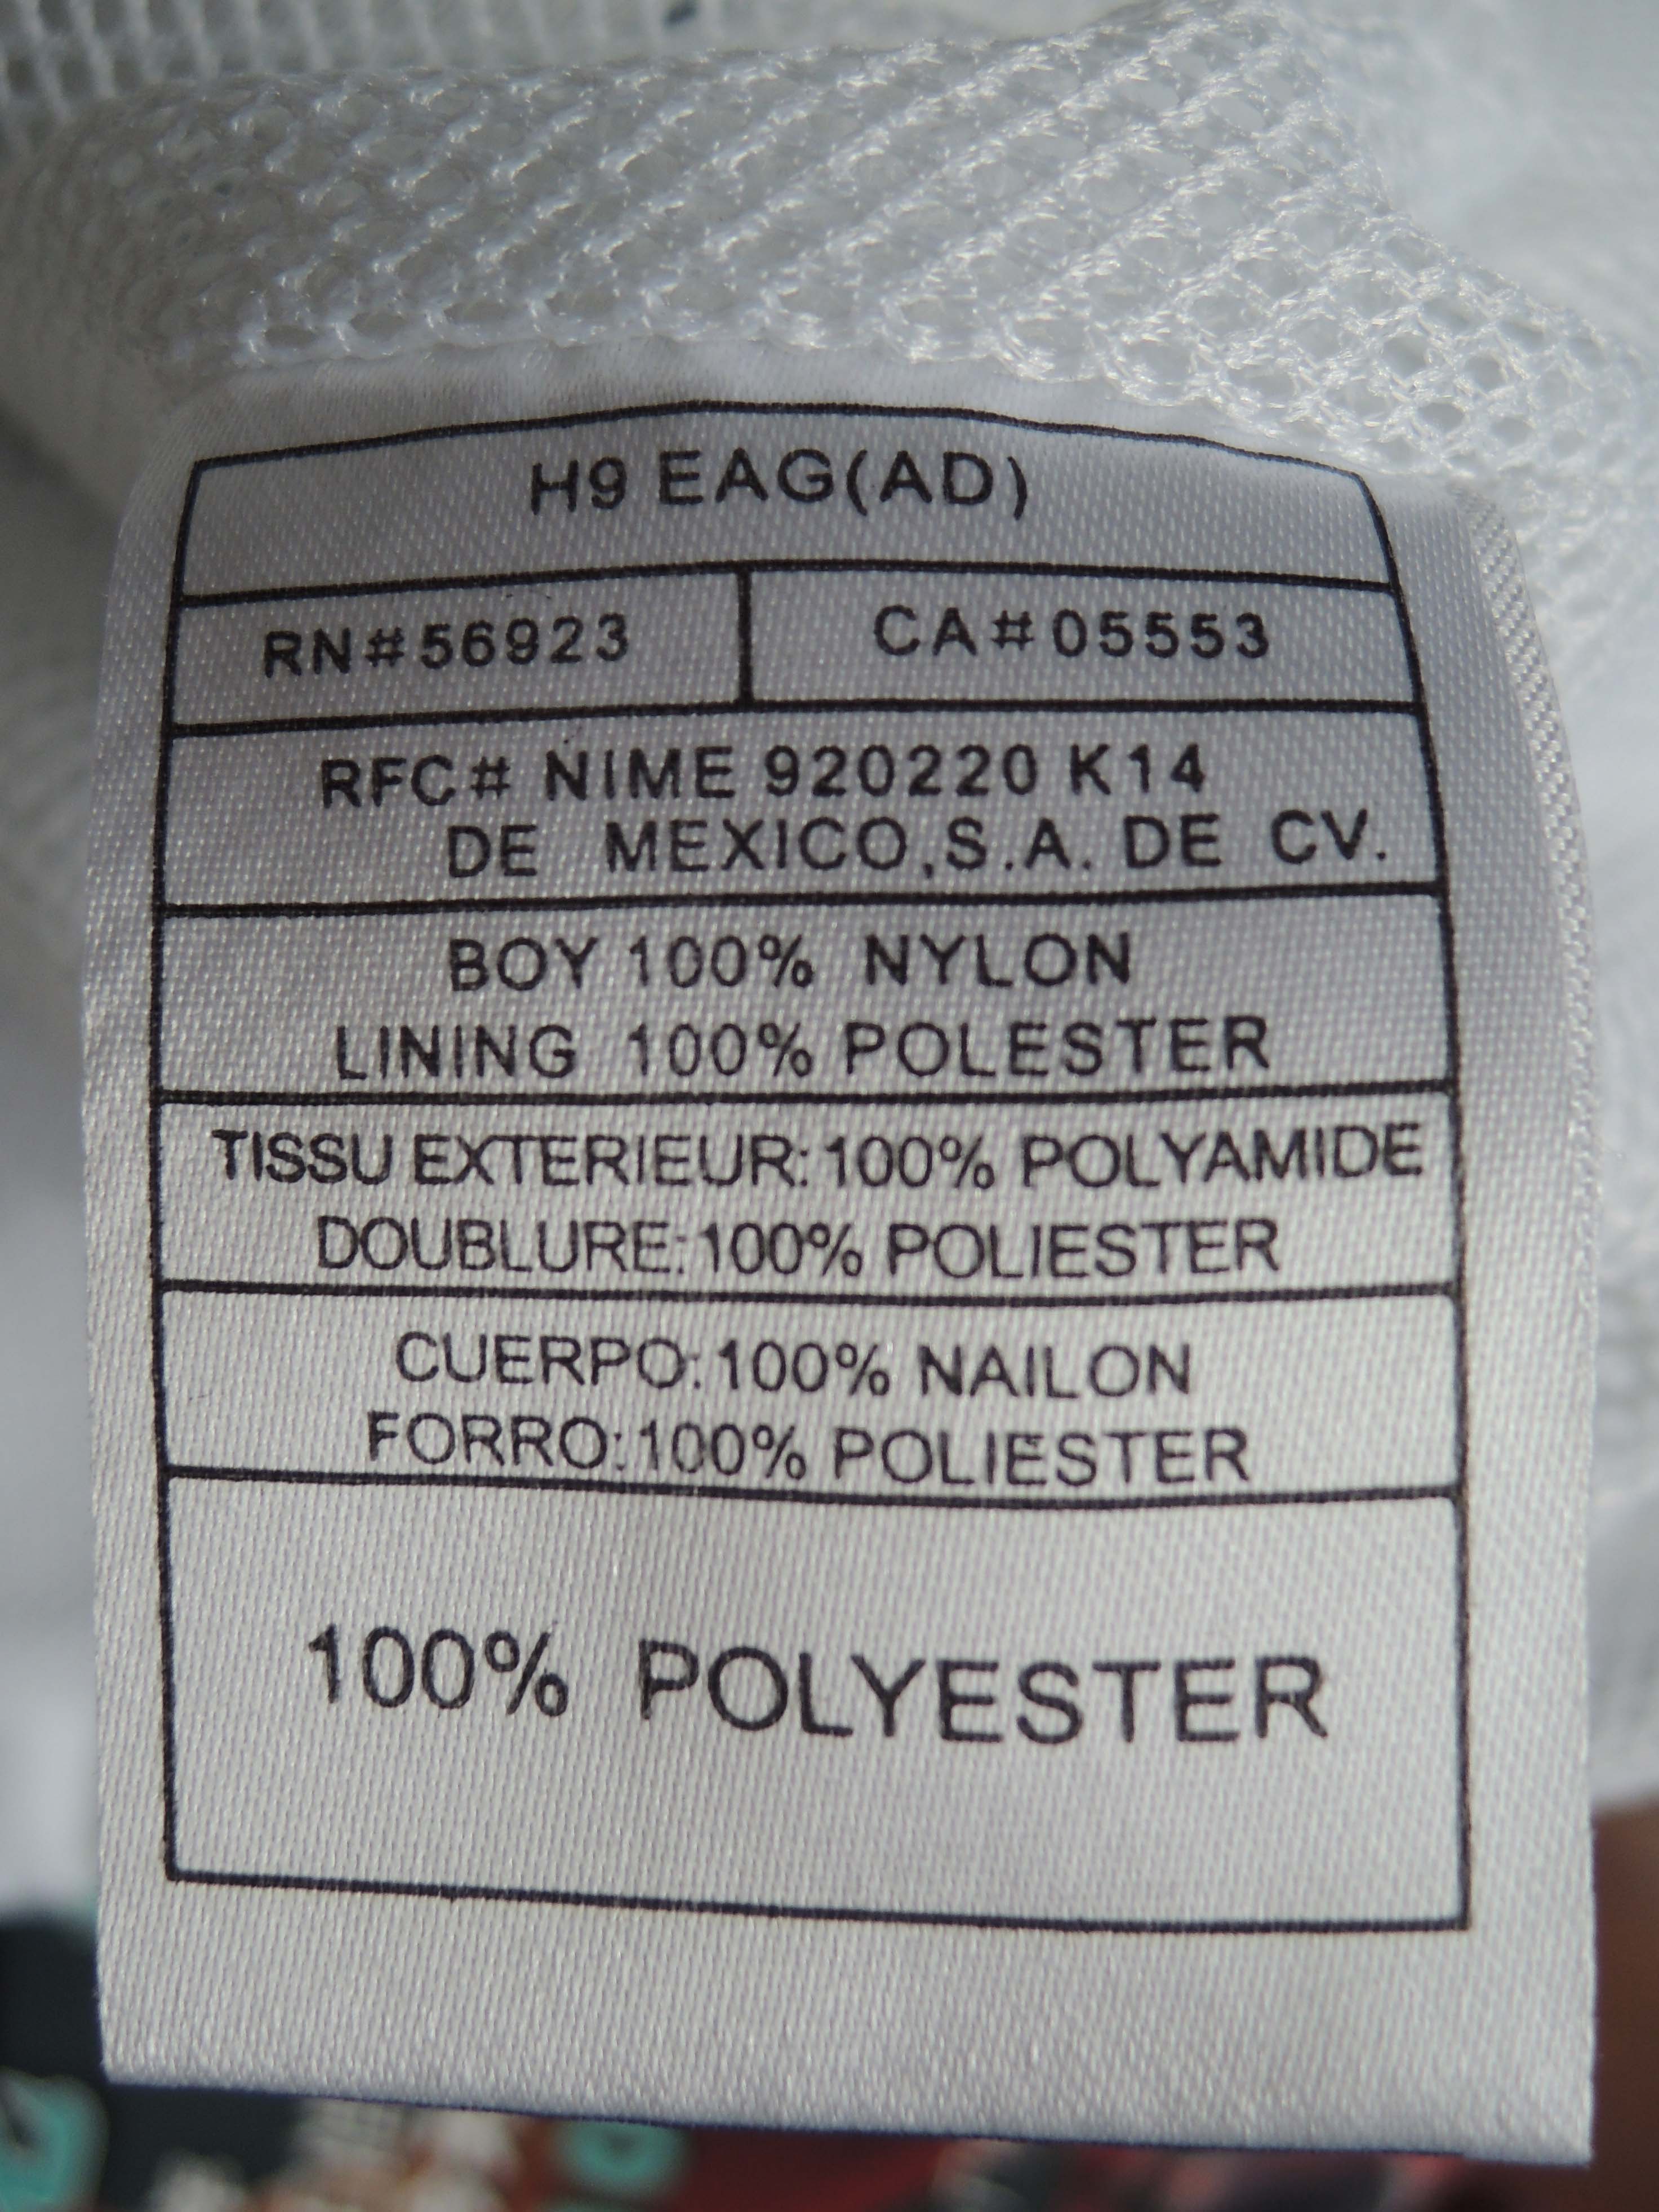 H9 EAG(AD)
RN#56923 CA#05553
RFC# NIME 920220 K14
DE MEXICO,S.A. DE CV.
BOY 100% NYLON
LINING 100% POLESTER
TISSU EXTERIEUR:100% POLYAMIDE
DOUBLURE:100% POLIESTER
CUERPO:100% NAILON
FORRO:100% POLIESTER
100% POLYESTER